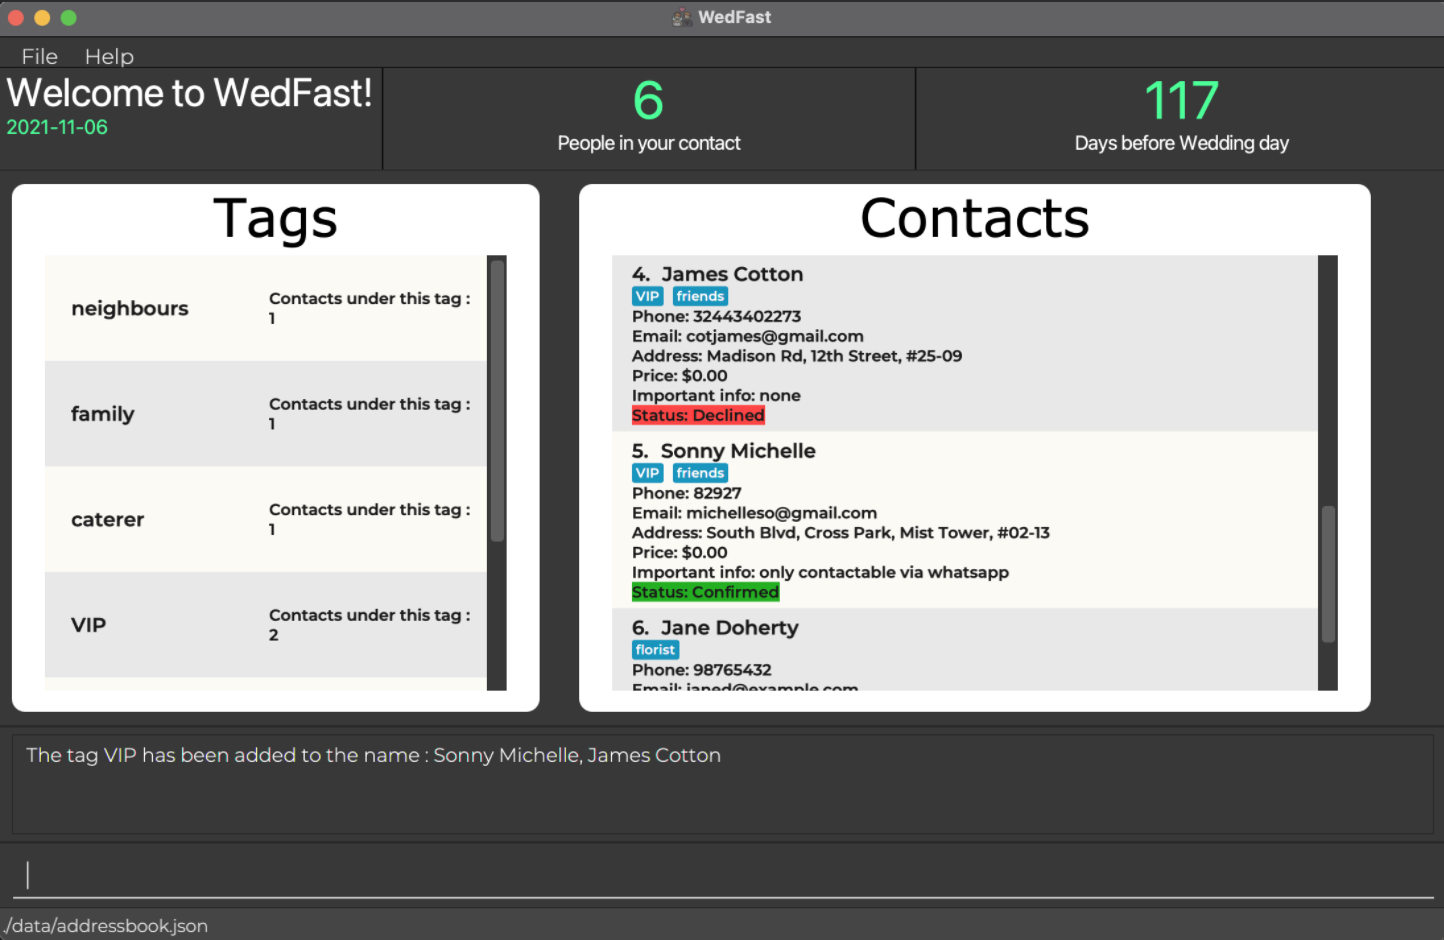 WedFast
File Help
Welcome to WedFast!
2021-11-06
6
People in your contact
117
Days before Wedding day
Tags
neighbours
Contacts under this tag :
1
family
Contacts under this tag :
1
caterer
Contacts under this tag :
1
VIP
Contacts under this tag :
2
Contacts
4. James Cotton
VIP friends
Phone: 32443402273
Email: cotjames@gmail.com
Address: Madison Rd, 12th Street, #25-09
Price: $0.00
Important info: none
Status: Declined
5. Sonny Michelle
VIP friends
Phone: 82927
Email: michelleso@gmail.com
Address: South Blvd, Cross Park, Mist Tower, #02-13
Price: $0.00
Important info: only contactable via whatsapp
Status: Confirmed
6. Jane Doherty
florist
Phone: 98765432
Email: janed@example.com
The tag VIP has been added to the name : Sonny Michelle, James Cotton
./data/addressbook.json